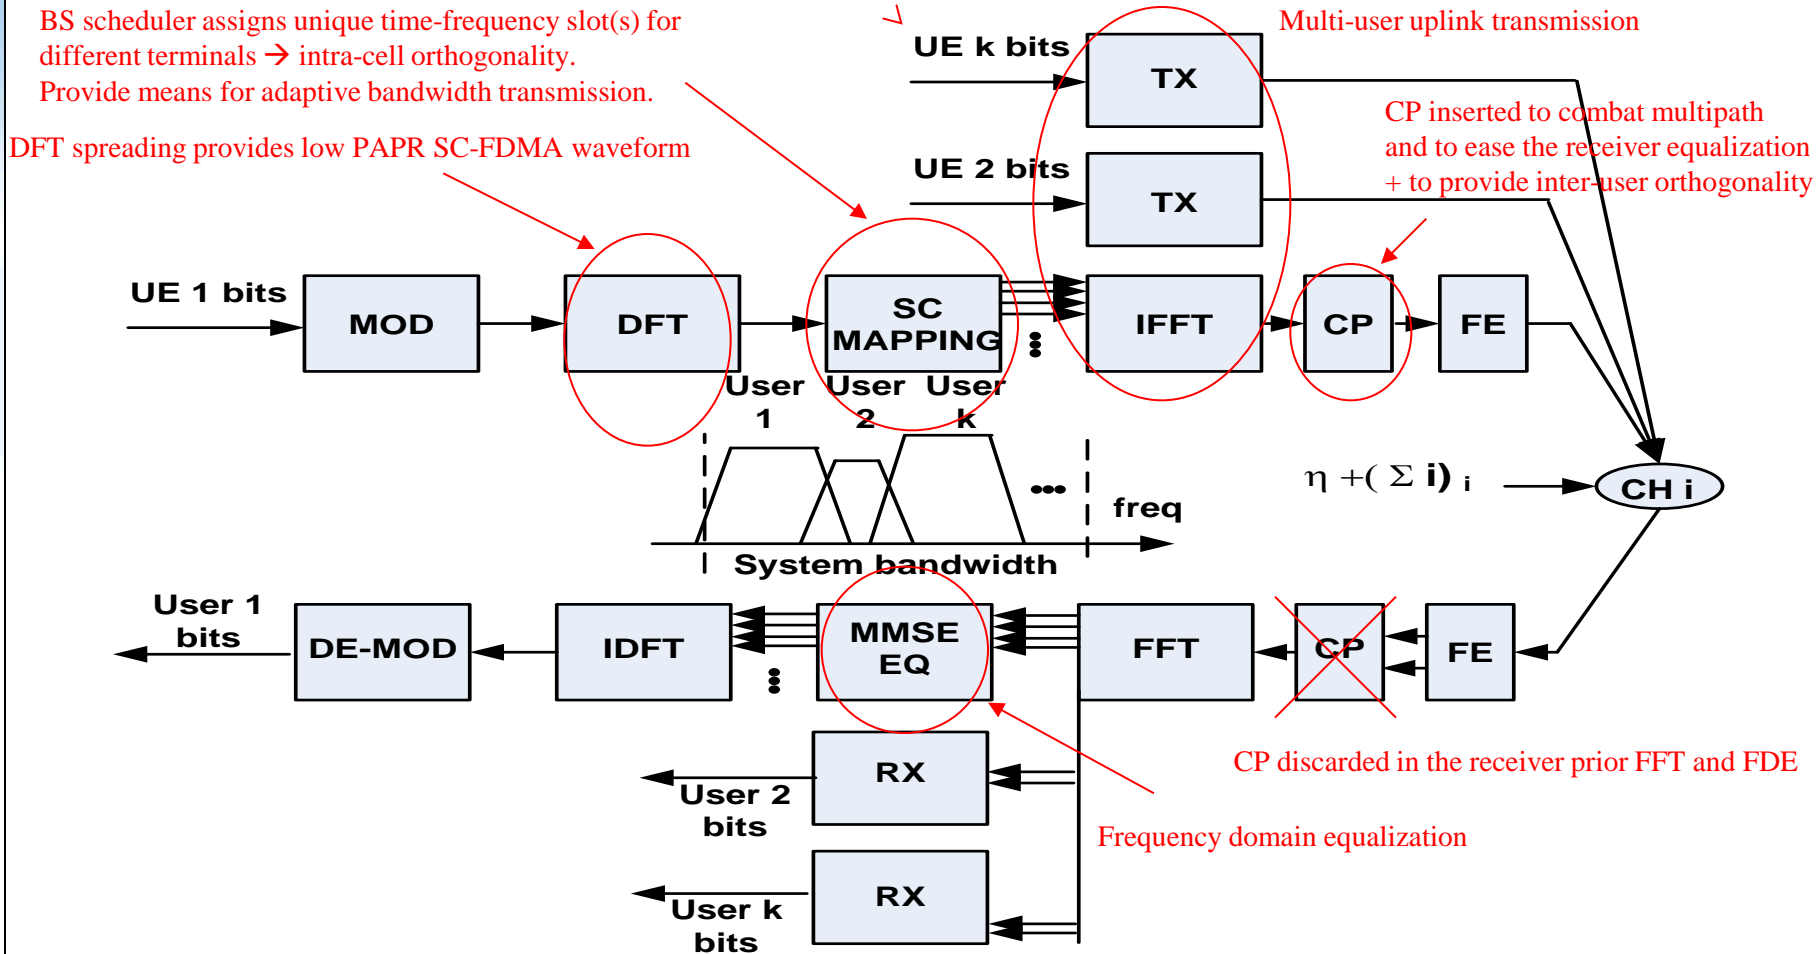 BS scheduler assigns unique time-frequency slot(s) for
different terminals → intra-cell orthogonality.
Provide means for adaptive bandwidth transmission.
DFT spreading provides low PAPR SC-FDMA waveform
Multi-user uplink transmission
CP inserted to combat multipath
and to ease the receiver equalization
+ to provide inter-user orthogonality
UE k bits
TX
UE 2 bits
TX
UE 1 bits
MOD
DFT
SC
MAPPING
IFFT
CP
FE
User
1
User
2
User
k
freq
System bandwidth
η +( Σ i) i
CH i
User 1
bits
DE-MOD
IDFT
MMSE
EQ
FFT
CP
FE
CP discarded in the receiver prior FFT and FDE
RX
User 2
bits
Frequency domain equalization
RX
User k
bits